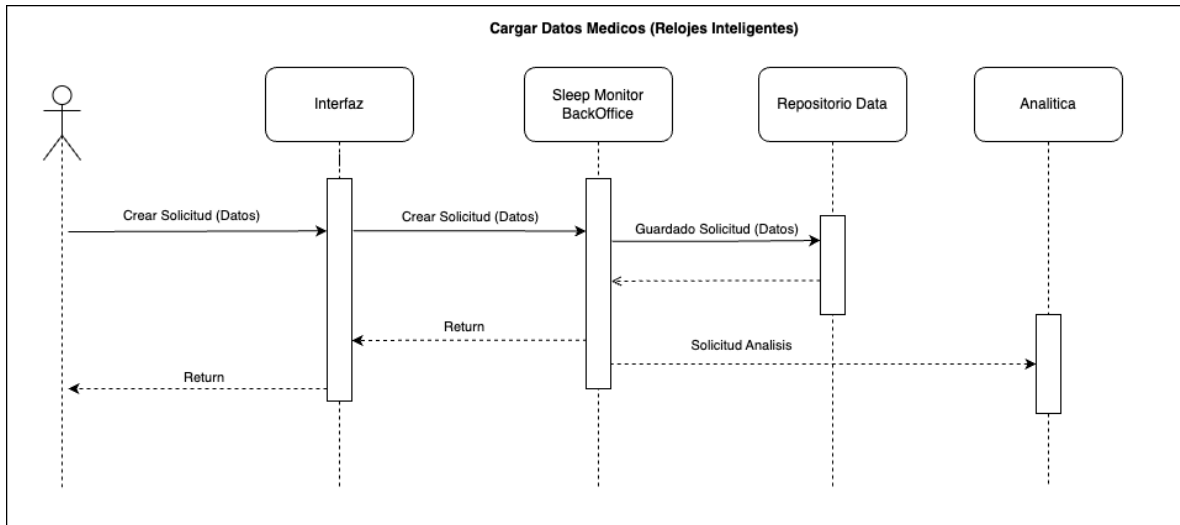 Cargar Datos Medicos (Relojes Inteligentes)
Interfaz
Sleep Monitor
BackOffice
Repositorio Data
Analitica
Crear Solicitud (Datos)
Crear Solicitud (Datos)
Guardado Solicitud (Datos)
Return
Solicitud Analisis
Return